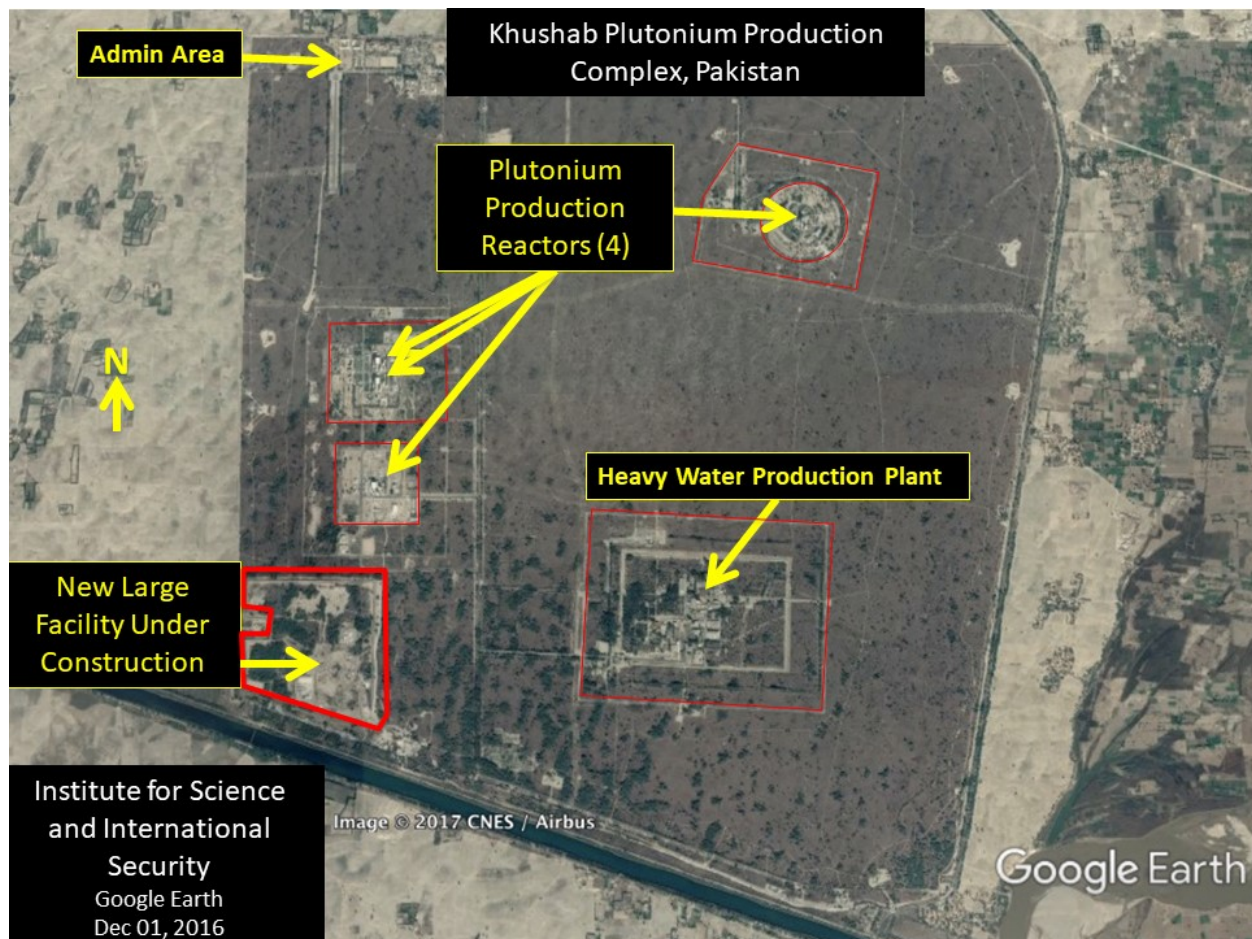 Admin Area
Khushab Plutonium Production
Complex, Pakistan
Plutonium
Production
Reactors (4)
N
Heavy Water Production Plant
New Large
Facility Under
Construction
Institute for Science
and International
Security
Google Earth
Dec 01, 2016
Image © 2017 CNES / Airbus
Google Earth